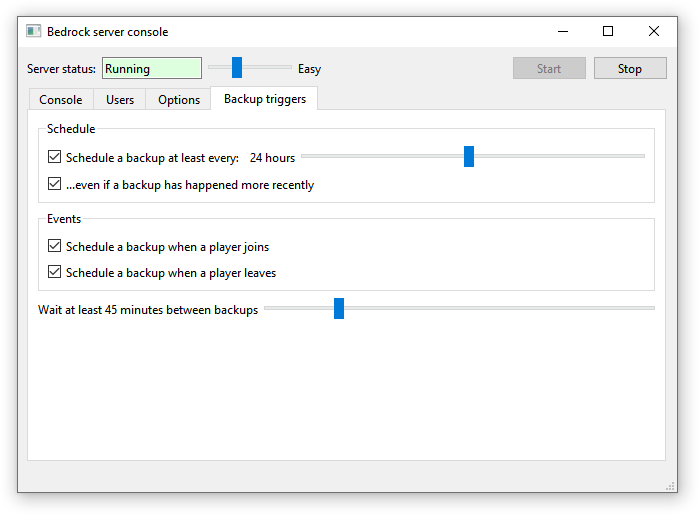 Bedrock server console
Server status: Running Easy Start Stop
Console Users Options Backup triggers
Schedule
Schedule a backup at least every: 24 hours
...even if a backup has happened more recently
Events
Schedule a backup when a player joins
Schedule a backup when a player leaves
Wait at least 45 minutes between backups